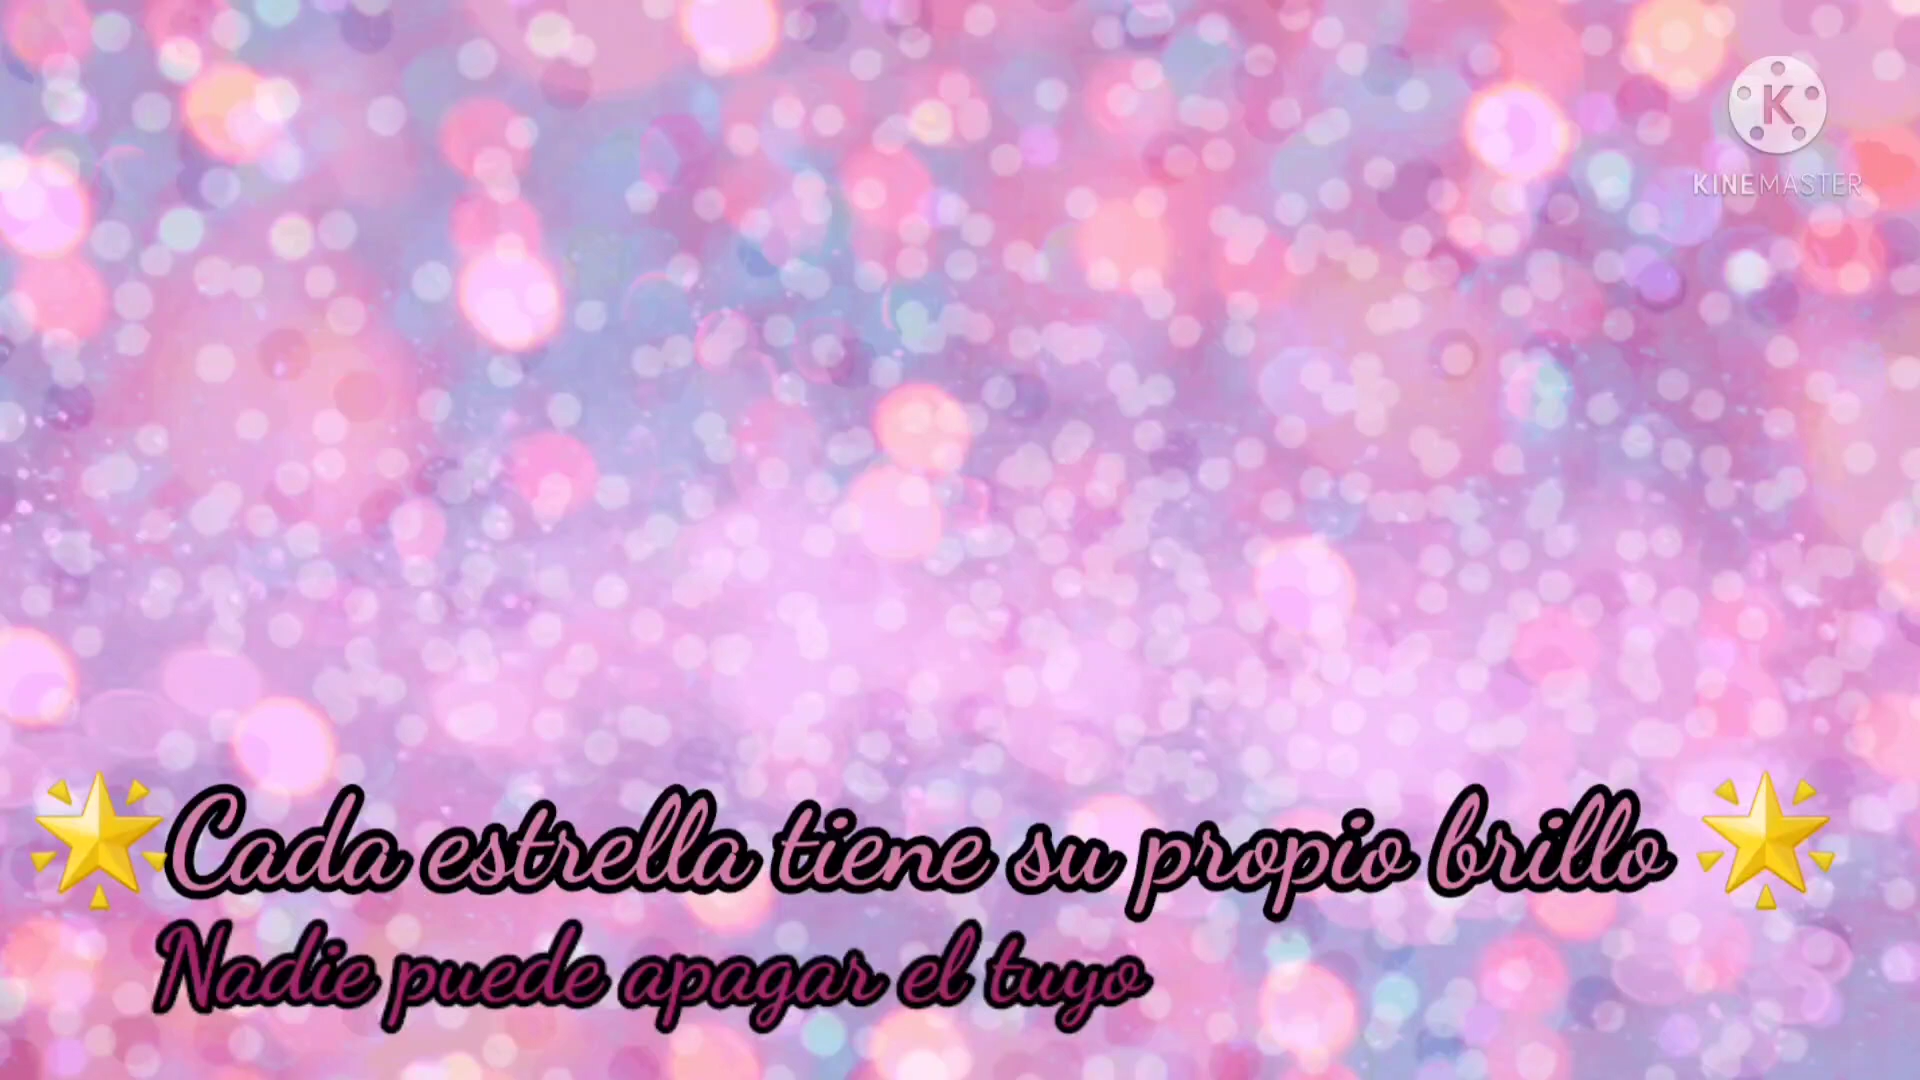 KINEMASTER
🌟Cada estrella tiene su propio brillo 🌟
Nadie puede apagar el tuyo